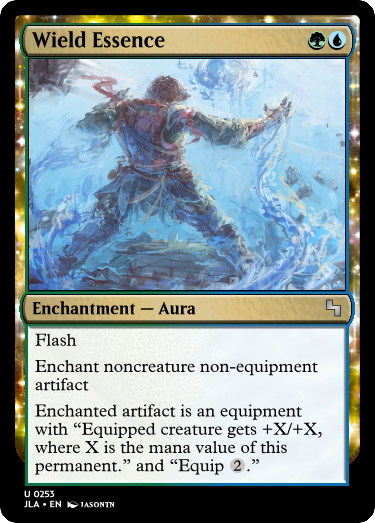 Wield Essence
Enchantment — Aura
Flash
Enchant noncreature non-equipment
artifact
Enchanted artifact is an equipment
with “Equipped creature gets +X/+X,
where X is the mana value of this
permanent.” and “Equip 2.”
U 0253
JLA • EN JASONTN